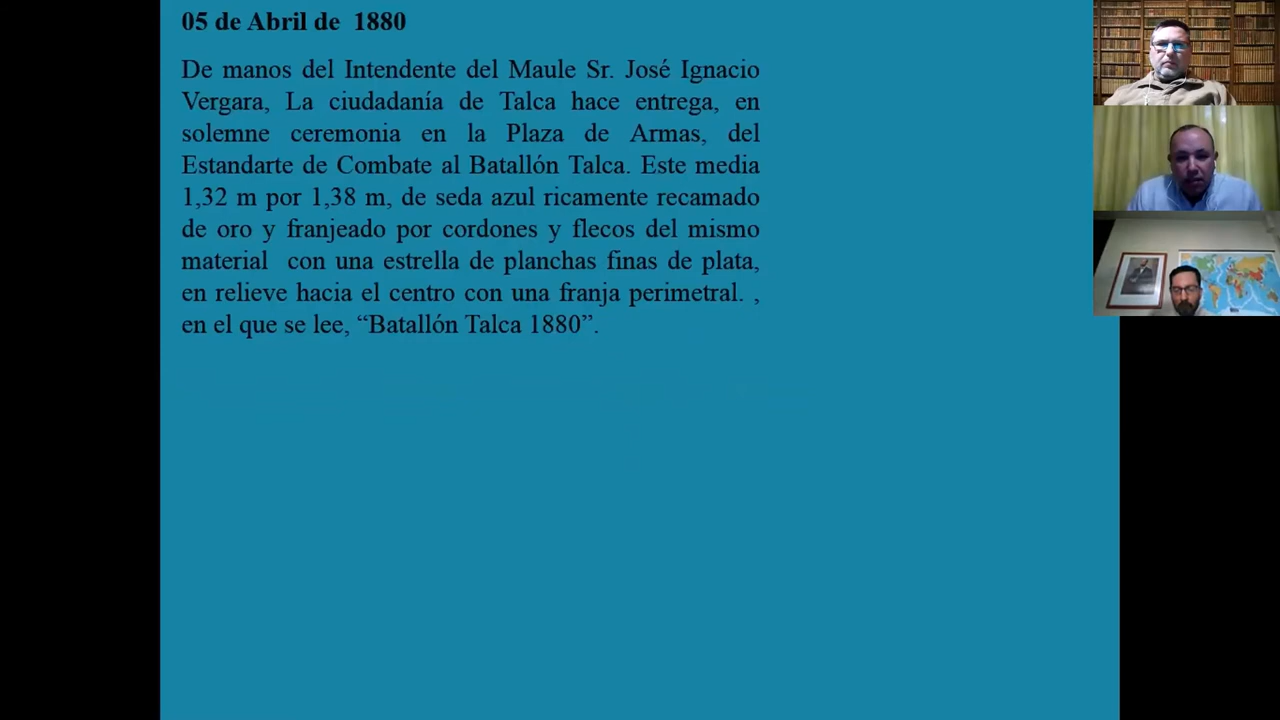 05 de Abril de 1880
De manos del Intendente del Maule Sr. José Ignacio
Vergara, La ciudadanía de Talca hace entrega, en
solemne ceremonia en la Plaza de Armas, del
Estandarte de Combate al Batallón Talca. Este media
1,32 m por 1,38 m, de seda azul ricamente recamado
de oro y franjeado por cordones y flecos del mismo
material con una estrella de planchas finas de plata,
en relieve hacia el centro con una franja perimetral. ,
en el que se lee, “Batallón Talca 1880”.